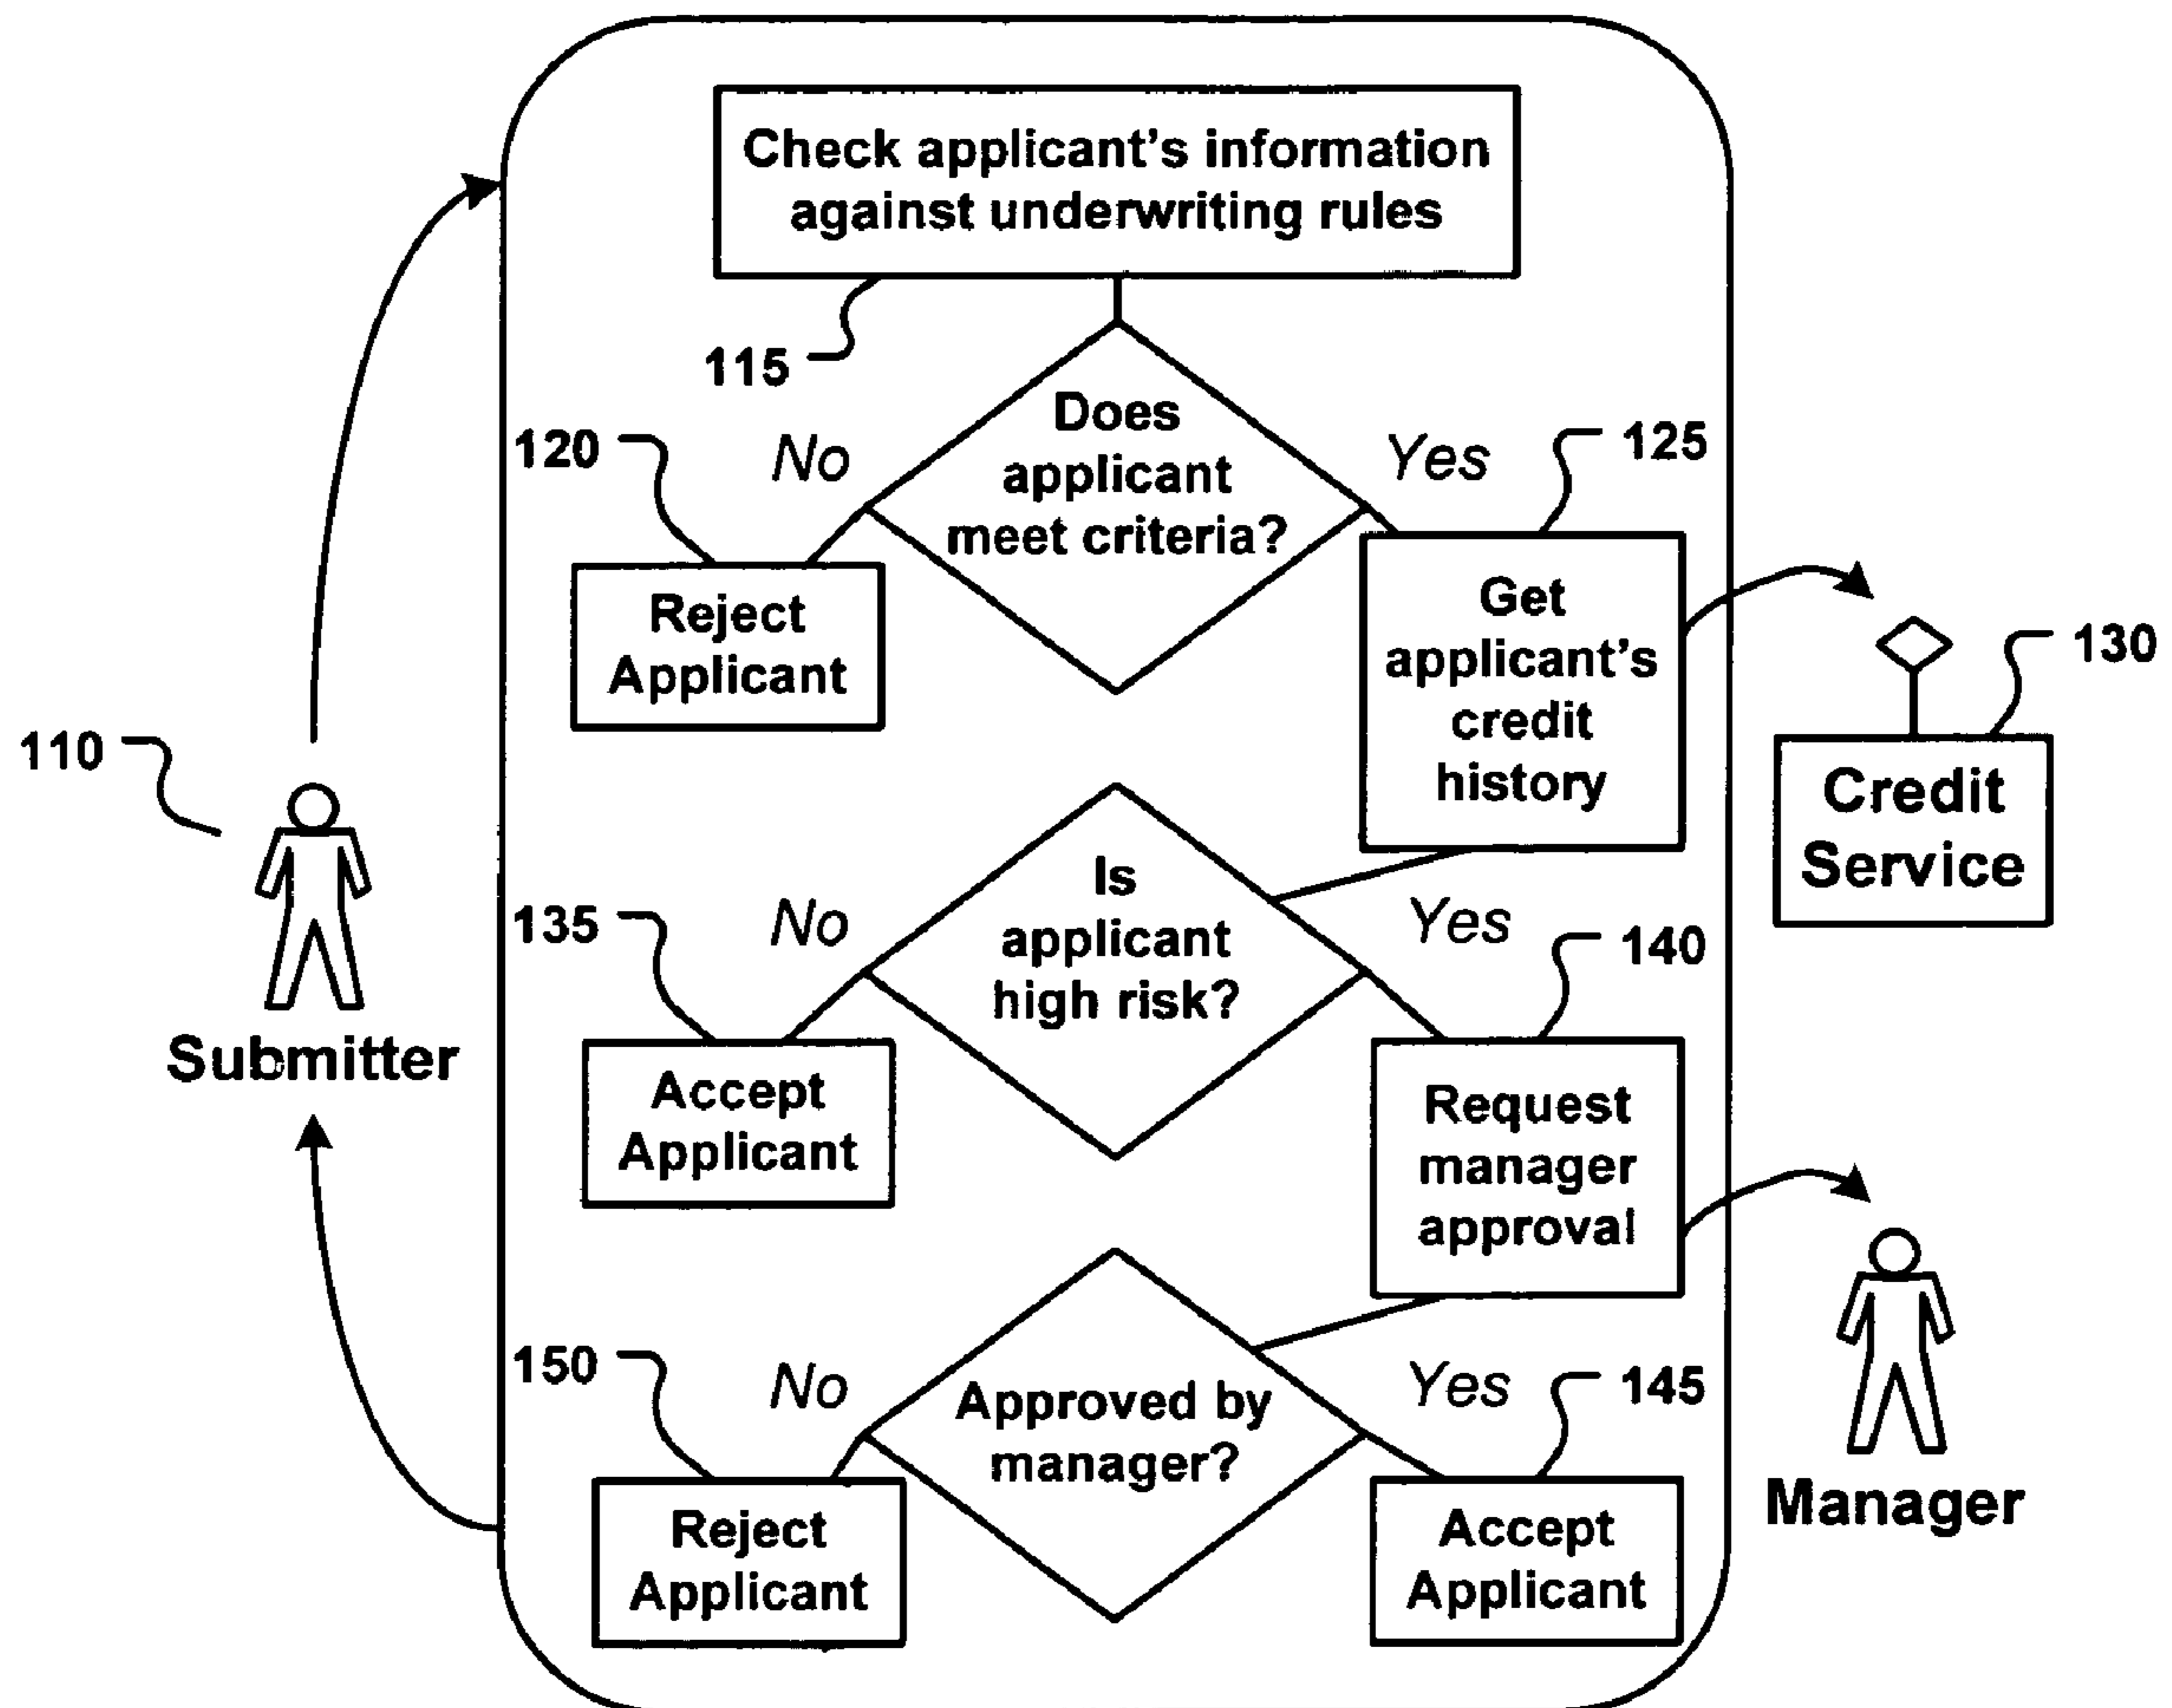 Check applicant's information
against underwriting rules
115
Does
applicant
meet criteria?
120
No
Yes
125
Reject
Applicant
Get
applicant's
credit
history
130
Credit
Service
110
Submitter
Is
applicant
high risk?
135
No
Yes
140
Accept
Applicant
Request
manager
approval
Manager
Approved by
manager?
150
No
Yes
145
Reject
Applicant
Accept
Applicant